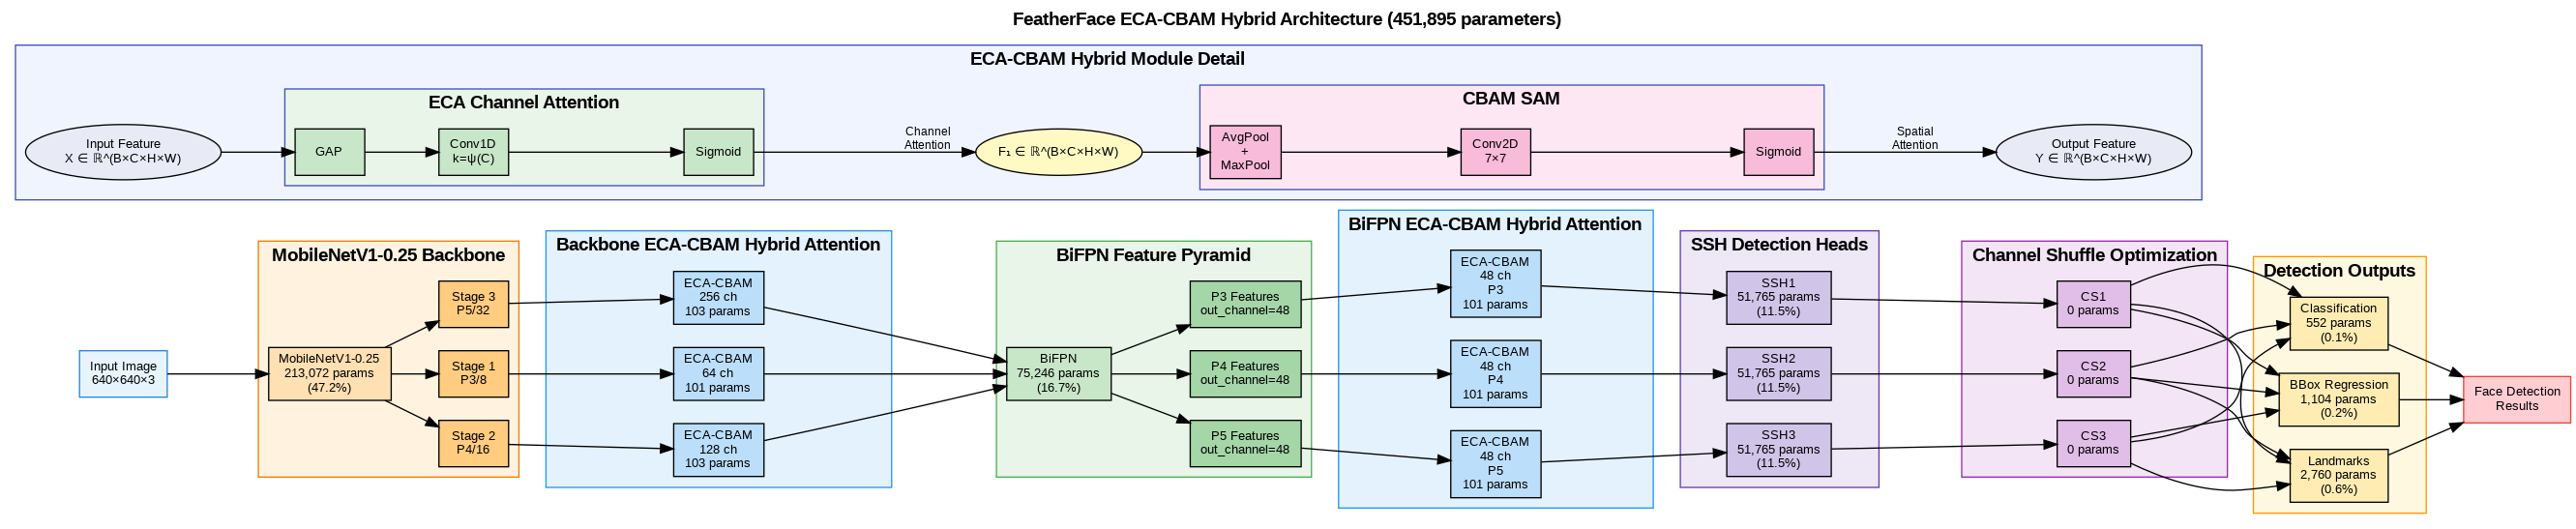 FeatherFace ECA-CBAM Hybrid Architecture (451,895 parameters)
ECA-CBAM Hybrid Module Detail
Input Feature
X ∈ ℝ^(B×C×H×W)
ECA Channel Attention
GAP
Conv1D
k=ψ(C)
Sigmoid
Channel
Attention
F₁ ∈ ℝ^(B×C×H×W)
CBAM SAM
AvgPool
+
MaxPool
Conv2D
7×7
Sigmoid
Spatial
Attention
Output Feature
Y ∈ ℝ^(B×C×H×W)
Input Image
640×640×3
MobileNetV1-0.25 Backbone
MobileNetV1-0.25
213,072 params
(47.2%)
Stage 3
P5/32
Stage 1
P3/8
Stage 2
P4/16
Backbone ECA-CBAM Hybrid Attention
ECA-CBAM
256 ch
103 params
ECA-CBAM
64 ch
101 params
ECA-CBAM
128 ch
103 params
BiFPN Feature Pyramid
BiFPN
75,246 params
(16.7%)
P3 Features
out_channel=48
P4 Features
out_channel=48
P5 Features
out_channel=48
BiFPN ECA-CBAM Hybrid Attention
ECA-CBAM
48 ch
P3
101 params
ECA-CBAM
48 ch
P4
101 params
ECA-CBAM
48 ch
P5
101 params
SSH Detection Heads
SSH1
51,765 params
(11.5%)
SSH2
51,765 params
(11.5%)
SSH3
51,765 params
(11.5%)
Channel Shuffle Optimization
CS1
0 params
CS2
0 params
CS3
0 params
Detection Outputs
Classification
552 params
(0.1%)
BBox Regression
1,104 params
(0.2%)
Landmarks
2,760 params
(0.6%)
Face Detection
Results